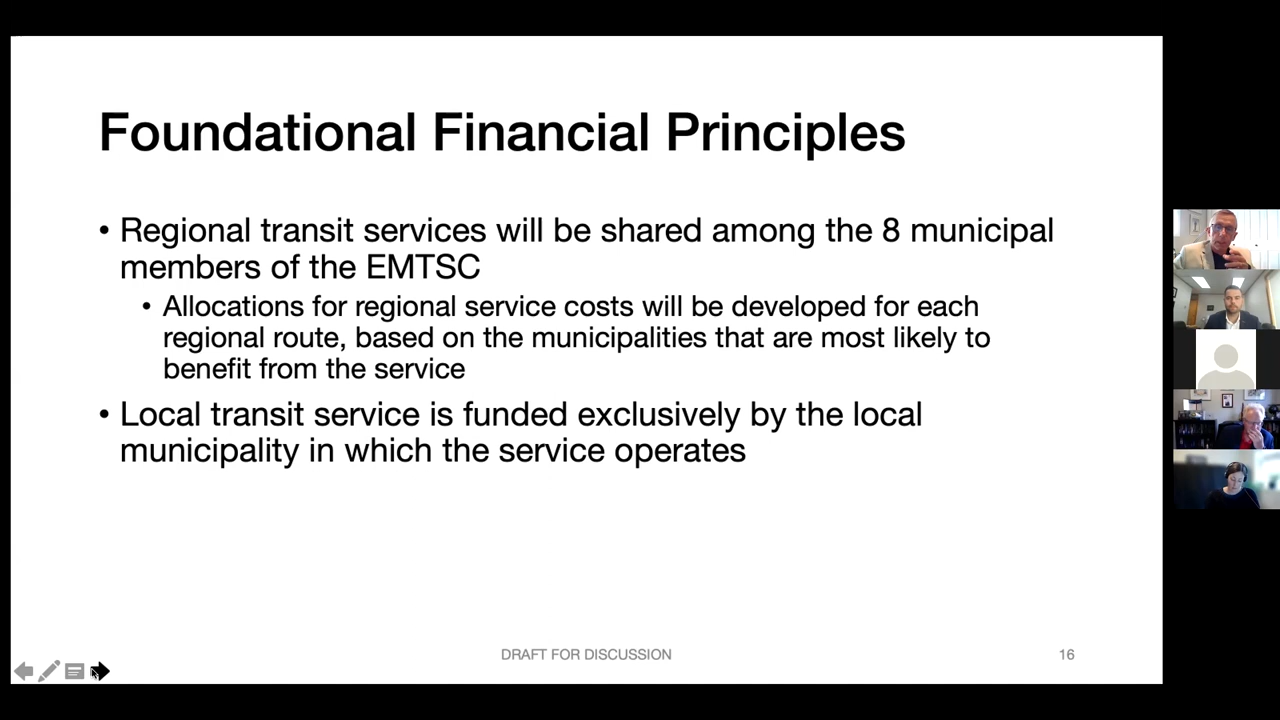 Foundational Financial Principles
• Regional transit services will be shared among the 8 municipal
members of the EMTSC
• Allocations for regional service costs will be developed for each
regional route, based on the municipalities that are most likely to
benefit from the service
• Local transit service is funded exclusively by the local
municipality in which the service operates
DRAFT FOR DISCUSSION
16